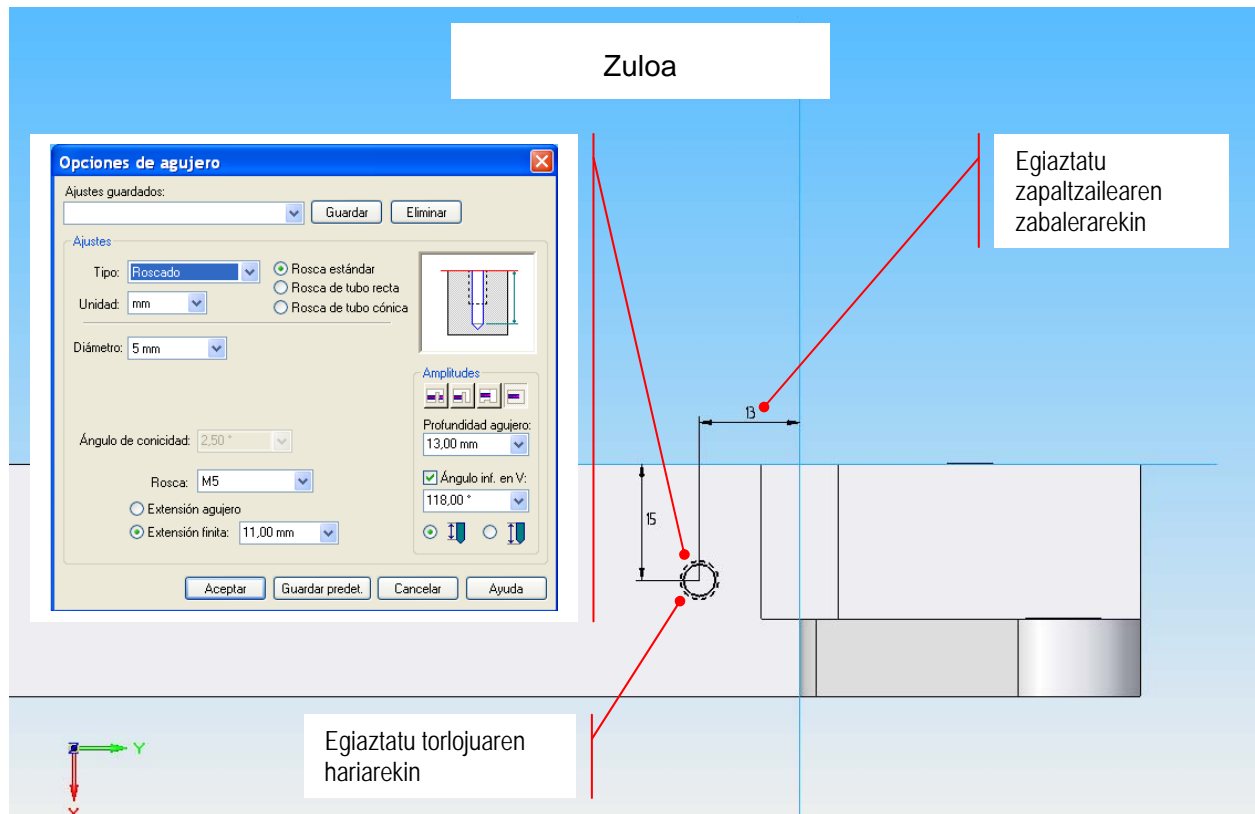 Zuloa
Opciones de agujero
Ajustes guardados:
Guardar
Eliminar
Ajustes
Tipo: Roscado
Rosca estándar
Rosca de tubo recta
Unidad: mm
Rosca de tubo cónica
Diámetro: 5 mm
Amplitudes
Profundidad agujero:
13,00 mm
Ángulo de conicidad: 2,50 °
Ángulo inf. en V:
118,00 °
Rosca: M5
Extensión agujero
Extensión finita: 11,00 mm
Aceptar
Guardar predet.
Cancelar
Ayuda
Egiaztatu
zapaltzailearen
zabalerarekin
13
15
Egiaztatu torlojuaren
hariarekin
Z
Y
X